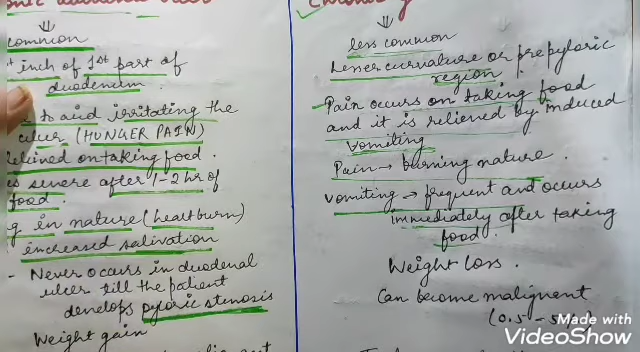 common
inch of 1st part of
duodenum.
to acid irritating the
ulcer (HUNGER PAIN)
on taking food.
is severe after 1-2 hr of
food.
in nature (heartburn)
increased salivation
- Never occurs in duodenal
ulcer till the patient
develops pyloric stenosis
Weight gain
⇓
less common
Lesser curvature or prepyloric
region
Pain occurs on taking food
and it is relieved by induced
vomiting
Pain → burning nature.
vomiting → frequent and occurs
immediately after taking
food.
Weight loss.
Can become malignant
(0.5 - 5%)
Made with
VideoShow